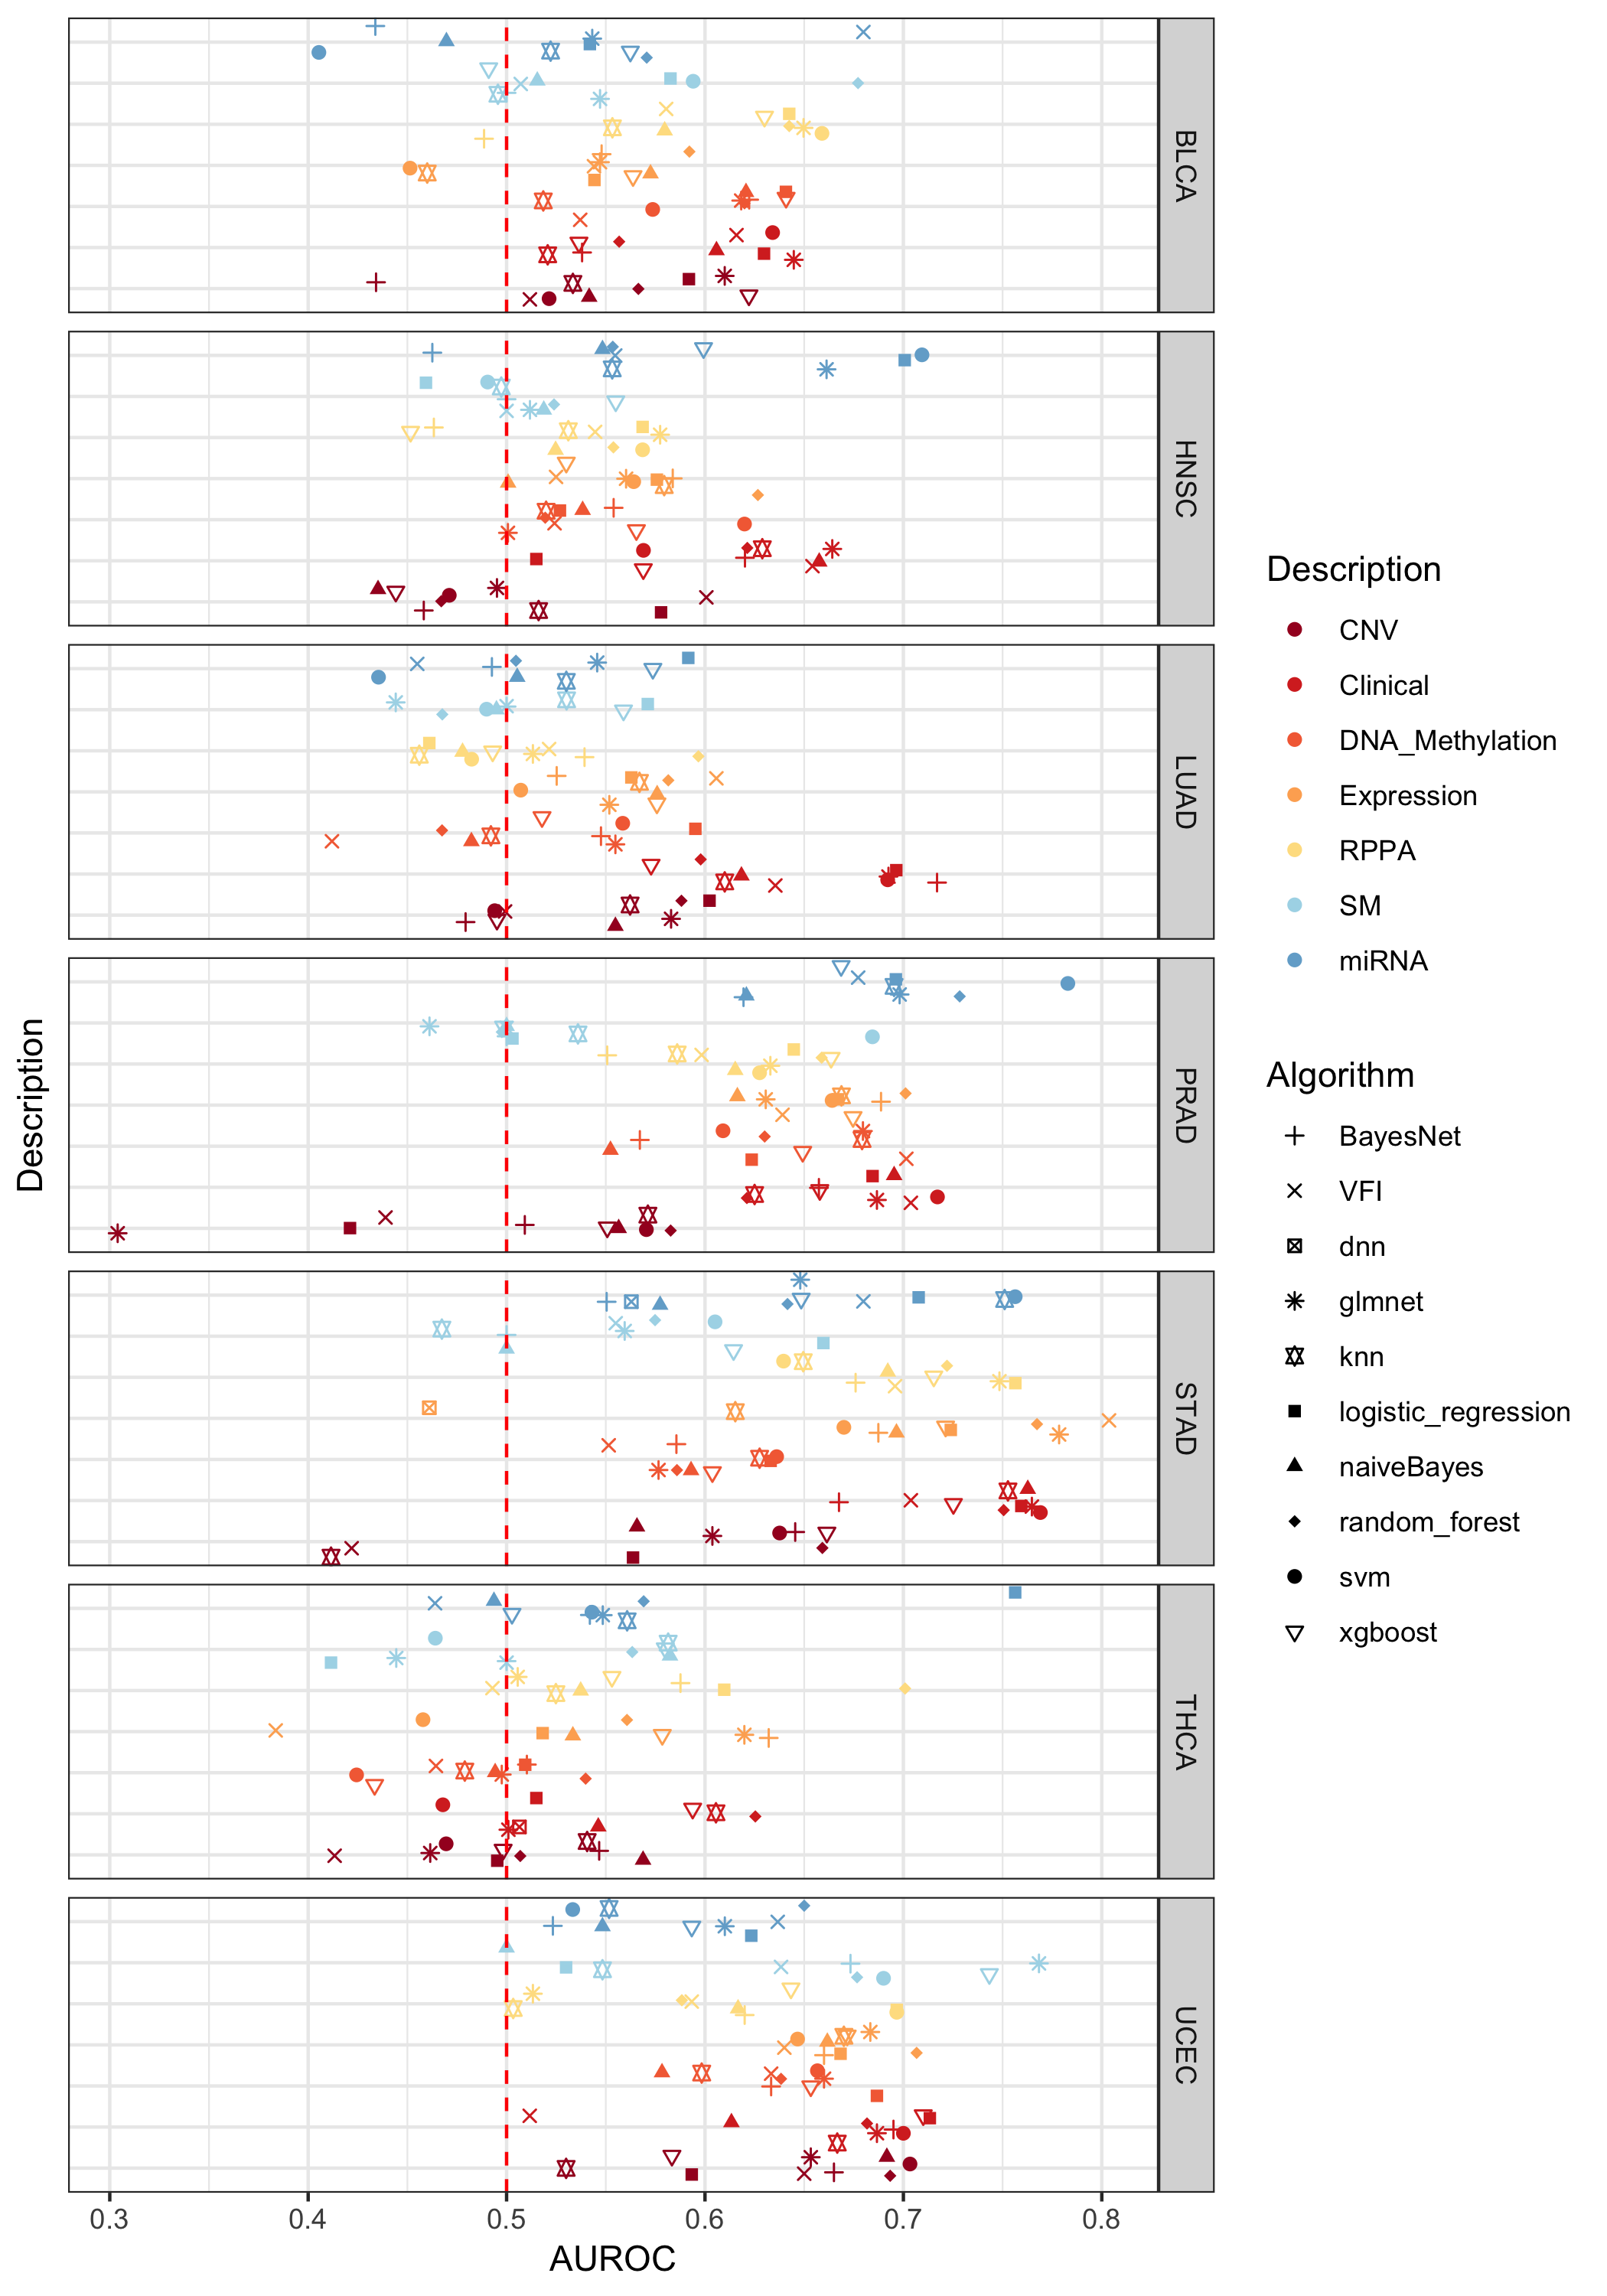 BLCA
HNSC
LUAD
PRAD
STAD
THCA
UCEC
Description
0.3 0.4 0.5 0.6 0.7 0.8
AUROC
Description
CNV
Clinical
DNA_Methylation
Expression
RPPA
SM
miRNA
Algorithm
BayesNet
VFI
dnn
glmnet
knn
logistic_regression
naiveBayes
random_forest
svm
xgboost